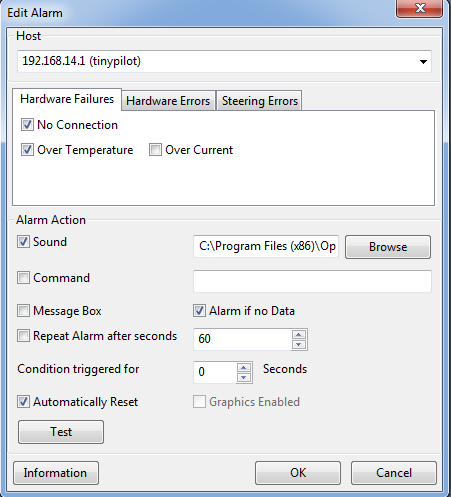 Edit Alarm
Host
192.168.14.1 (tinypilot)
Hardware Failures Hardware Errors Steering Errors
No Connection
Over Temperature Over Current
Alarm Action
Sound C:\Program Files (x86)\Op Browse
Command
Message Box Alarm if no Data
Repeat Alarm after seconds 60
Condition triggered for 0 Seconds
Automatically Reset Graphics Enabled
Test
Information OK Cancel